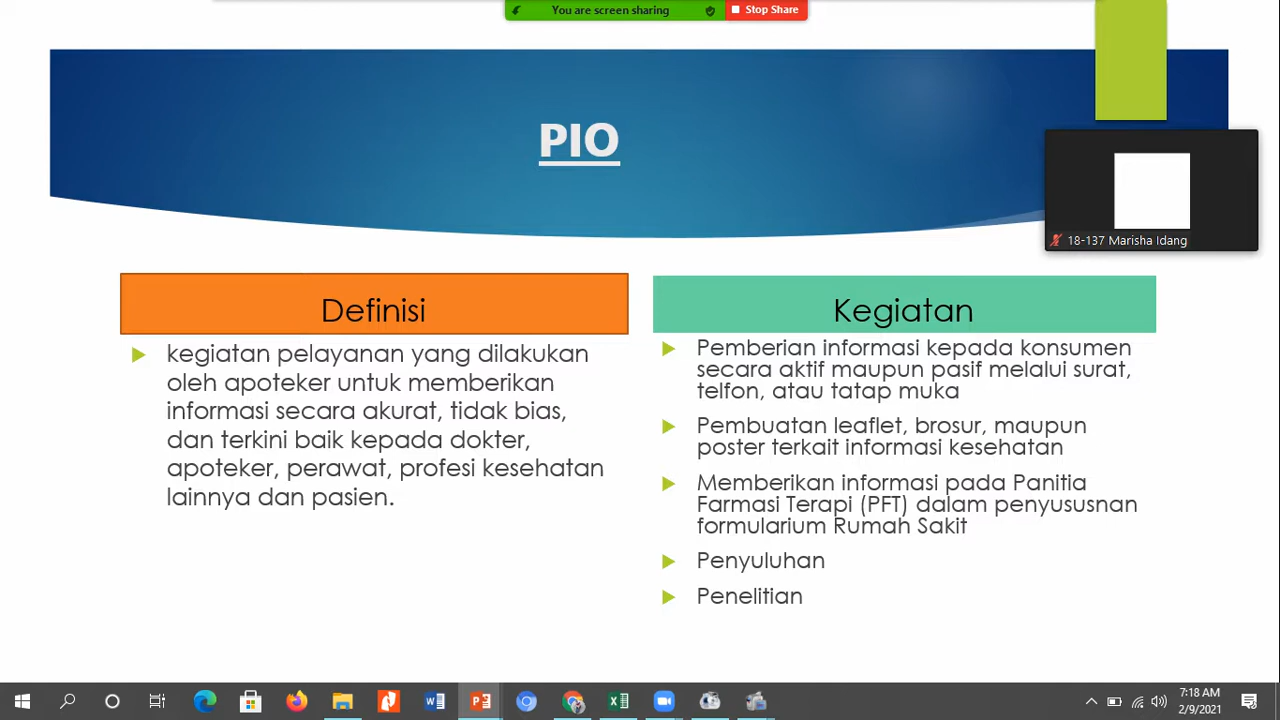 You are screen sharing
Stop Share
PIO
18-137 Marisha Idang
Definisi
kegiatan pelayanan yang dilakukan
oleh apoteker untuk memberikan
informasi secara akurat, tidak bias,
dan terkini baik kepada dokter,
apoteker, perawat, profesi kesehatan
lainnya dan pasien.
Kegiatan
Pemberian informasi kepada konsumen
secara aktif maupun pasif melalui surat,
telfon, atau tatap muka
Pembuatan leaflet, brosur, maupun
poster terkait informasi kesehatan
Memberikan informasi pada Panitia
Farmasi Terapi (PFT) dalam penyususnan
formularium Rumah Sakit
Penyuluhan
Penelitian
7:18 AM
2/9/2021